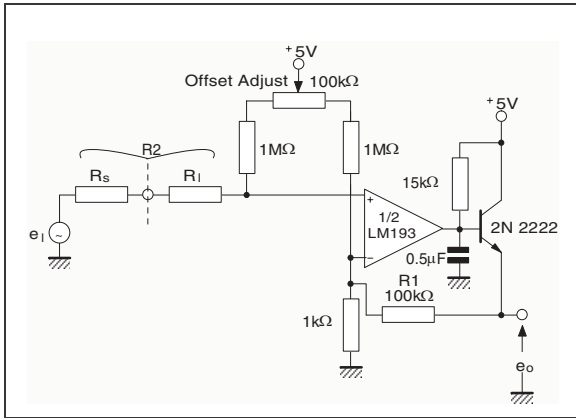 +5V
Offset Adjust 100kΩ
+5V
R2
1MΩ
1MΩ
Rs
Rl
15kΩ
+
1/2
LM193
2N 2222
eI
~
0.5µF
−
R1
100kΩ
1kΩ
eo